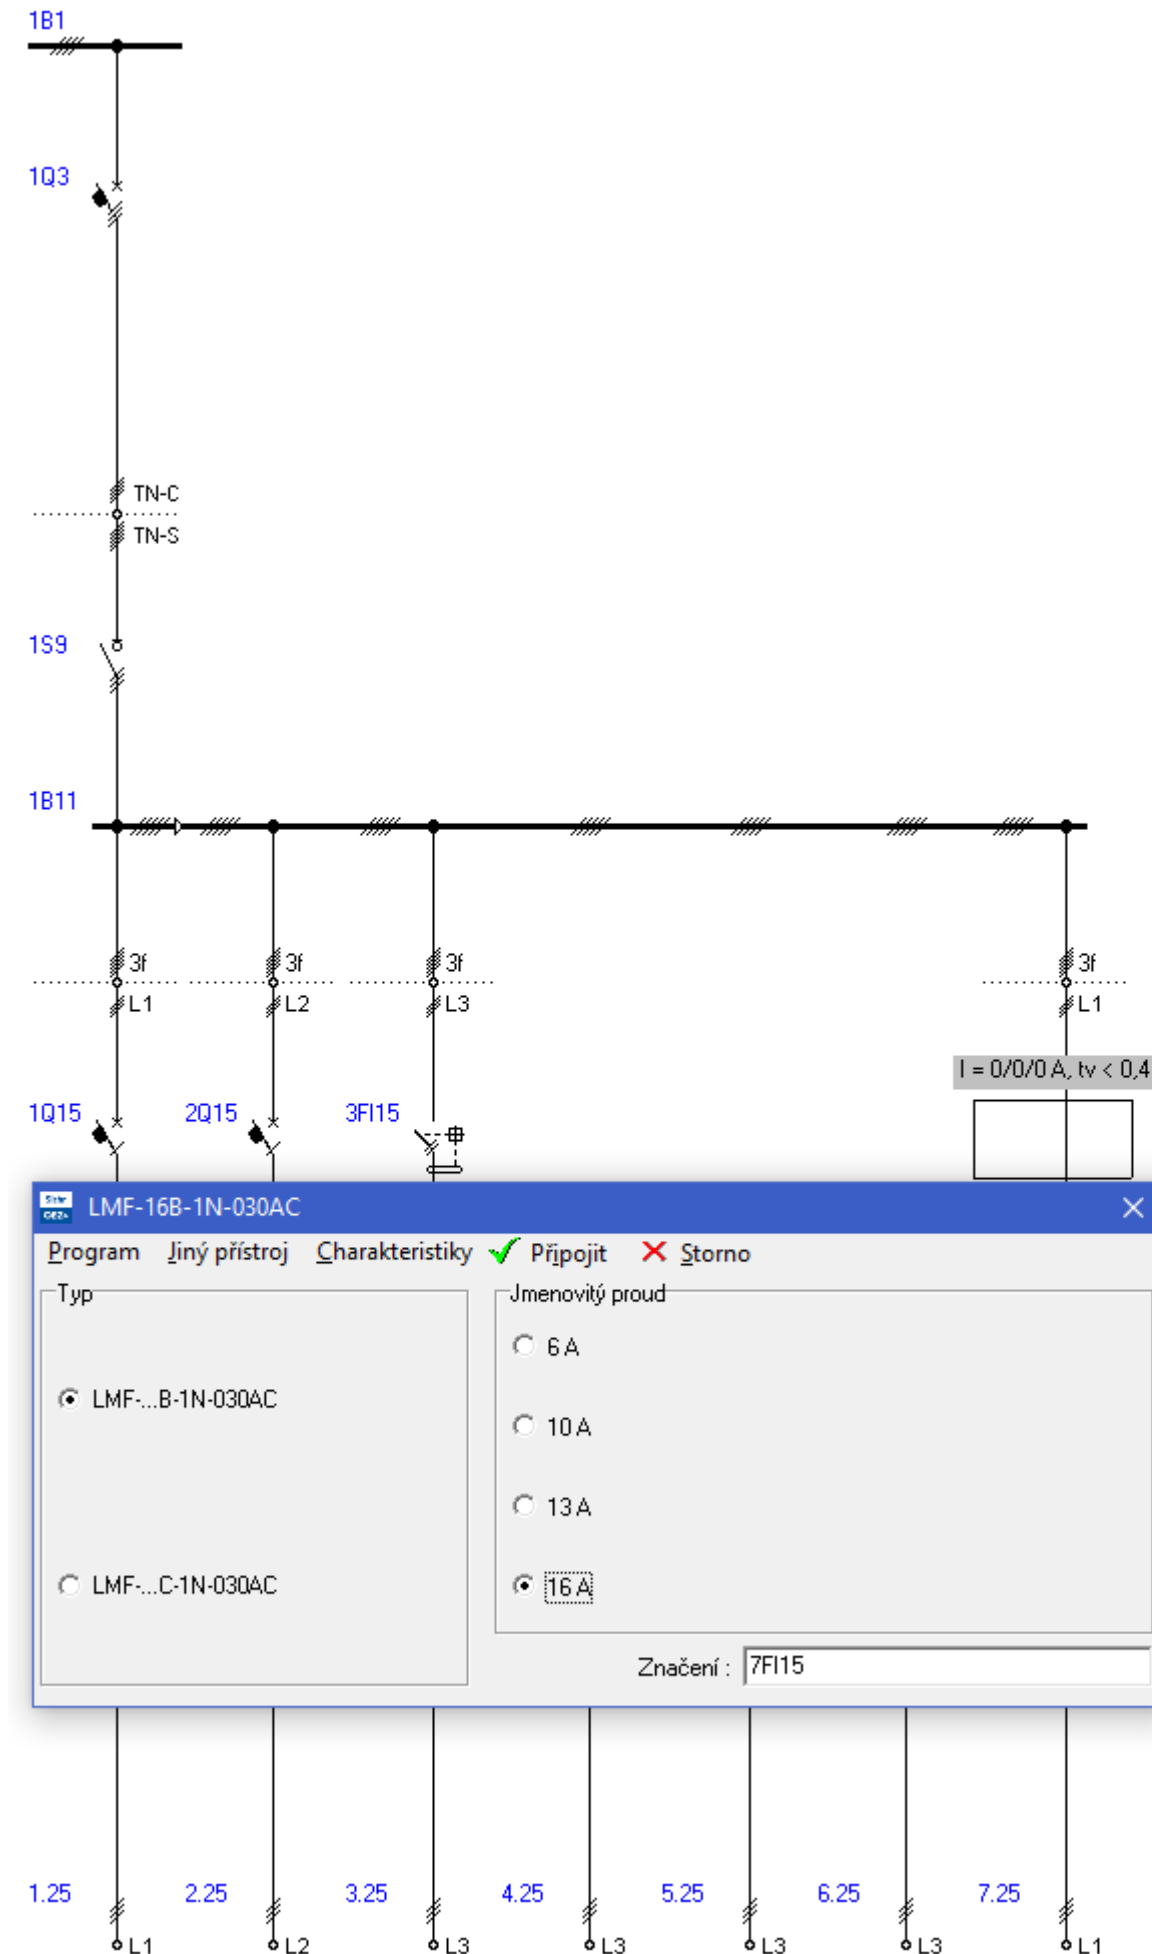 1B1
1Q3
TN-C
TN-S
1S9
1B11
3f 3f 3f 3f
L1 L2 L3 L1
I = 0/0/0 A, tv < 0,4
1Q15 2Q15 3FI15
LMF-16B-1N-030AC
Program Jiný přístroj Charakteristiky Připojit Storno
Typ
LMF-...B-1N-030AC
LMF-...C-1N-030AC
Jmenovitý proud
6 A
10 A
13 A
16 A
Značení : 7FI15
1.25 2.25 3.25 4.25 5.25 6.25 7.25
L1 L2 L3 L3 L3 L3 L1